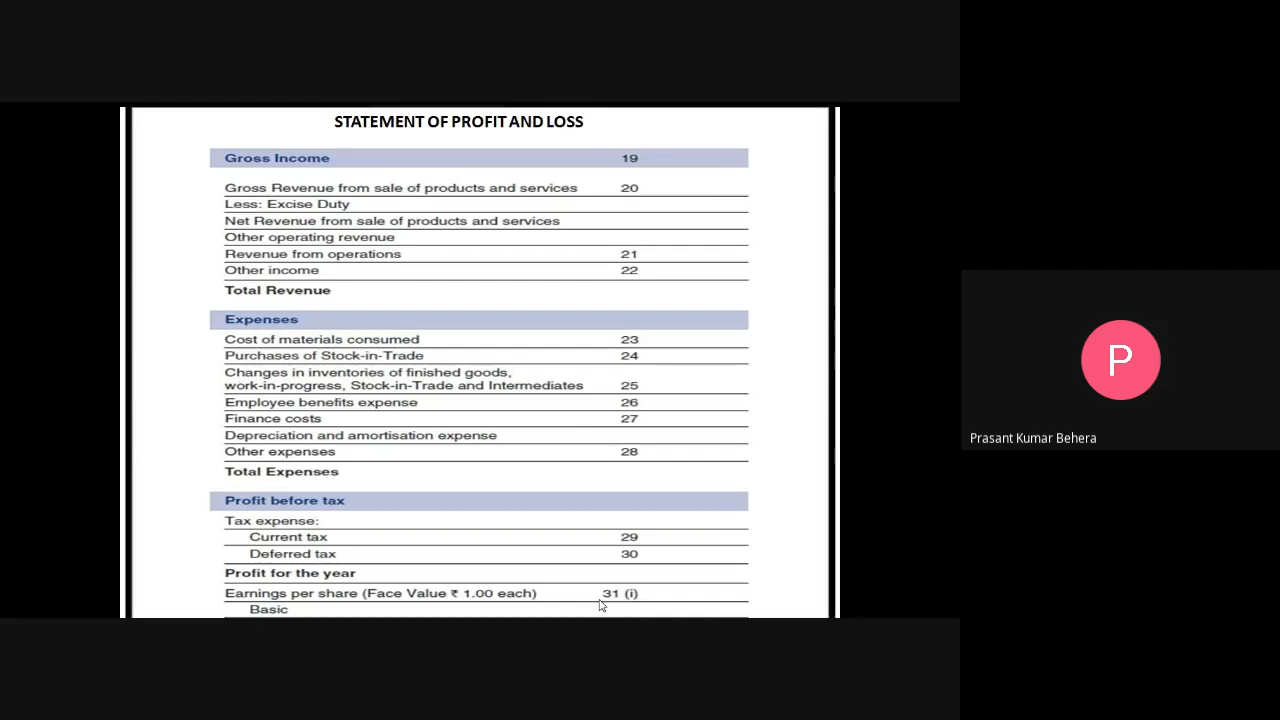 STATEMENT OF PROFIT AND LOSS
Gross Income 19
Gross Revenue from sale of products and services 20
Less: Excise Duty
Net Revenue from sale of products and services
Other operating revenue
Revenue from operations 21
Other income 22
Total Revenue
Expenses
Cost of materials consumed 23
Purchases of Stock-in-Trade 24
Changes in inventories of finished goods,
work-in-progress, Stock-in-Trade and Intermediates 25
Employee benefits expense 26
Finance costs 27
Depreciation and amortisation expense
Other expenses 28
Total Expenses
Profit before tax
Tax expense:
Current tax 29
Deferred tax 30
Profit for the year
Earnings per share (Face Value ₹ 1.00 each) 31 (i)
Basic
P
Prasant Kumar Behera